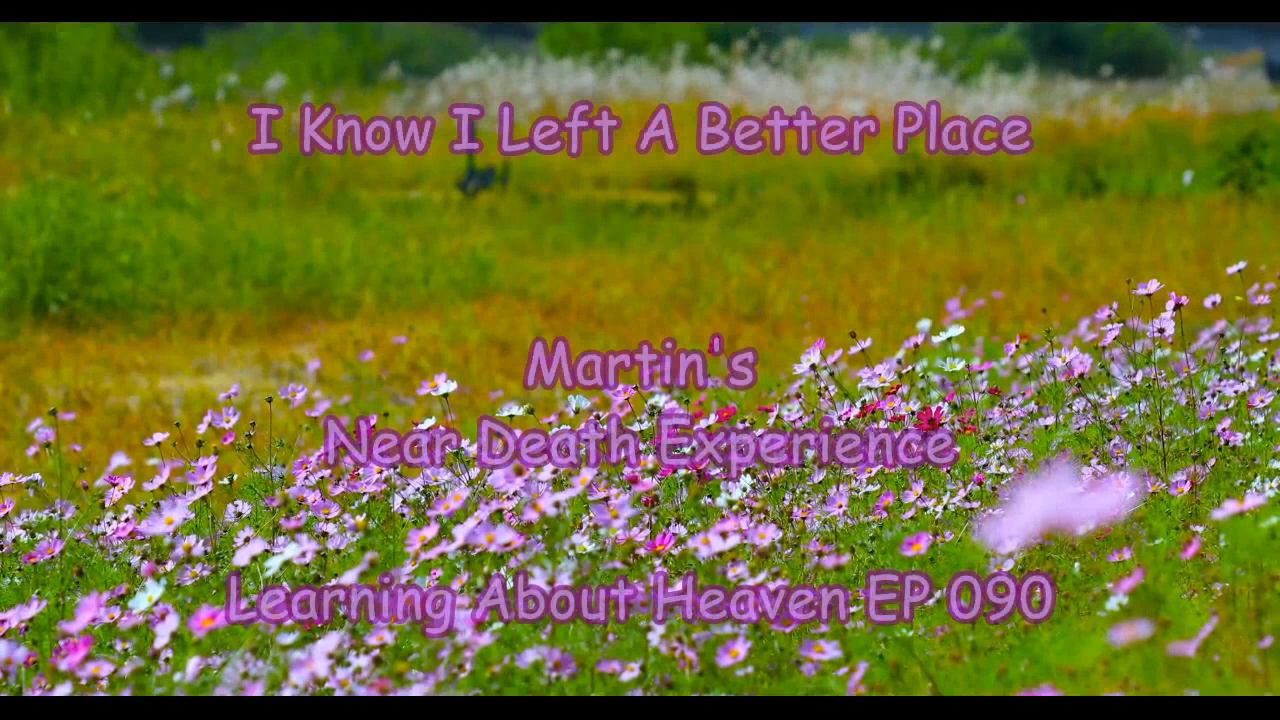 I Know I Left A Better Place
Martin's
Near Death Experience
Learning About Heaven EP 090